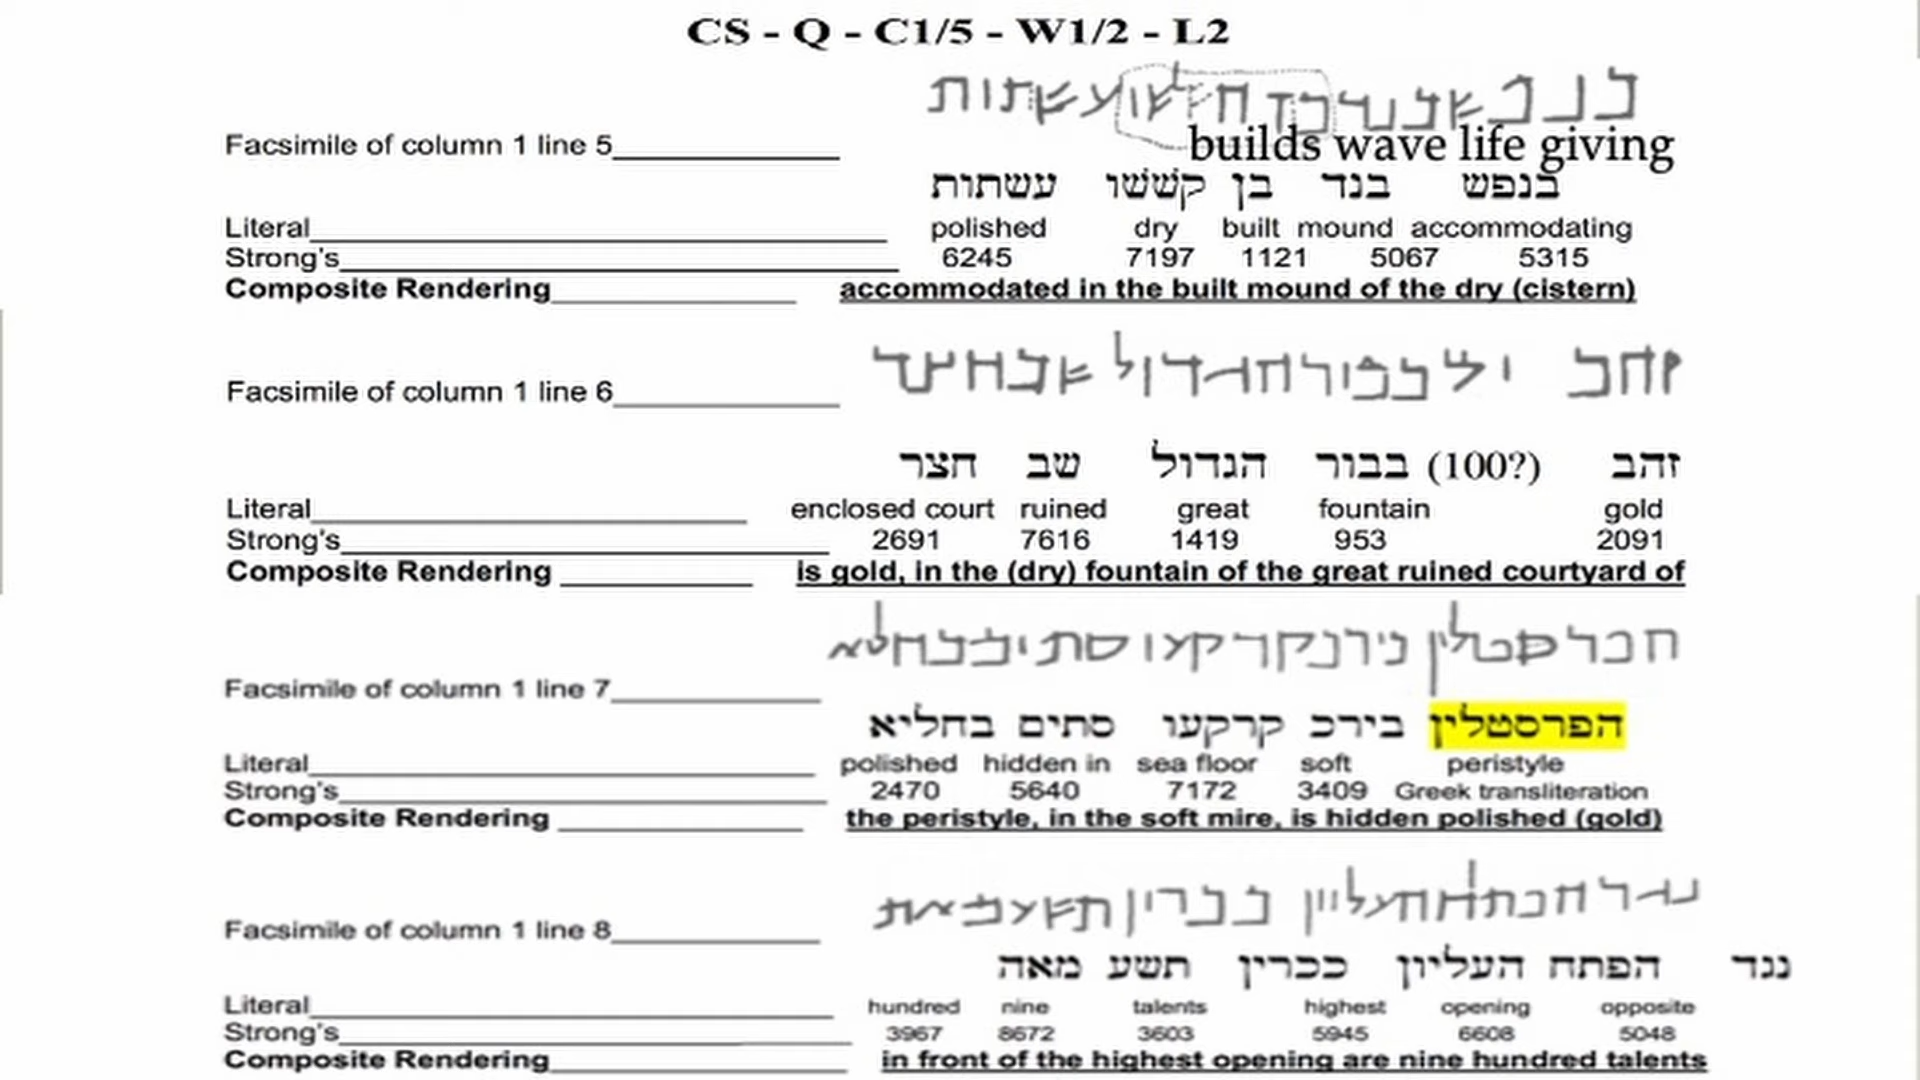 CS - Q - C1/5 - W1/2 - L2
builds wave life giving
Facsimile of column 1 line 5
בנפש בנד בן קששו עשתות
Literal polished dry built mound accommodating
Strong's 6245 7197 1121 5067 5315
Composite Rendering accommodated in the built mound of the dry (cistern)
Facsimile of column 1 line 6
זהב (100?) בבור הגדול שב חצר
Literal enclosed court ruined great fountain gold
Strong's 2691 7616 1419 953 2091
Composite Rendering is gold, in the (dry) fountain of the great ruined courtyard of
Facsimile of column 1 line 7
הפרסטלין בירכ קרקעו סתים בחליא
Literal polished hidden in sea floor soft peristyle
Strong's 2470 5640 7172 3409 Greek transliteration
Composite Rendering the peristyle, in the soft mire, is hidden polished (gold)
Facsimile of column 1 line 8
נגד הפתח העליון ככרין תשע מאה
Literal hundred nine talents highest opening opposite
Strong's 3967 8672 3603 5945 6608 5048
Composite Rendering in front of the highest opening are nine hundred talents